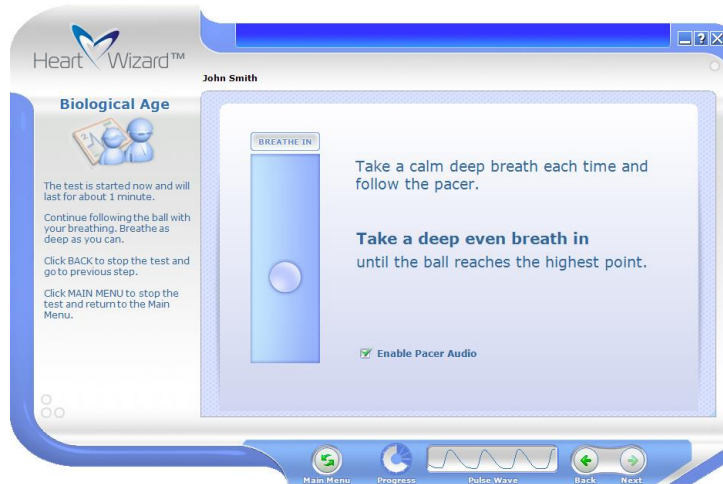 Heart Wizard™
John Smith
Biological Age
The test is started now and will
last for about 1 minute.
Continue following the ball with
your breathing. Breathe as
deep as you can.
Click BACK to stop the test and
go to previous step.
Click MAIN MENU to stop the
test and return to the Main
Menu.
BREATHE IN
Take a calm deep breath each time and
follow the pacer.
Take a deep even breath in
until the ball reaches the highest point.
Enable Pacer Audio
Main Menu
Progress
Pulse Wave
Back
Next